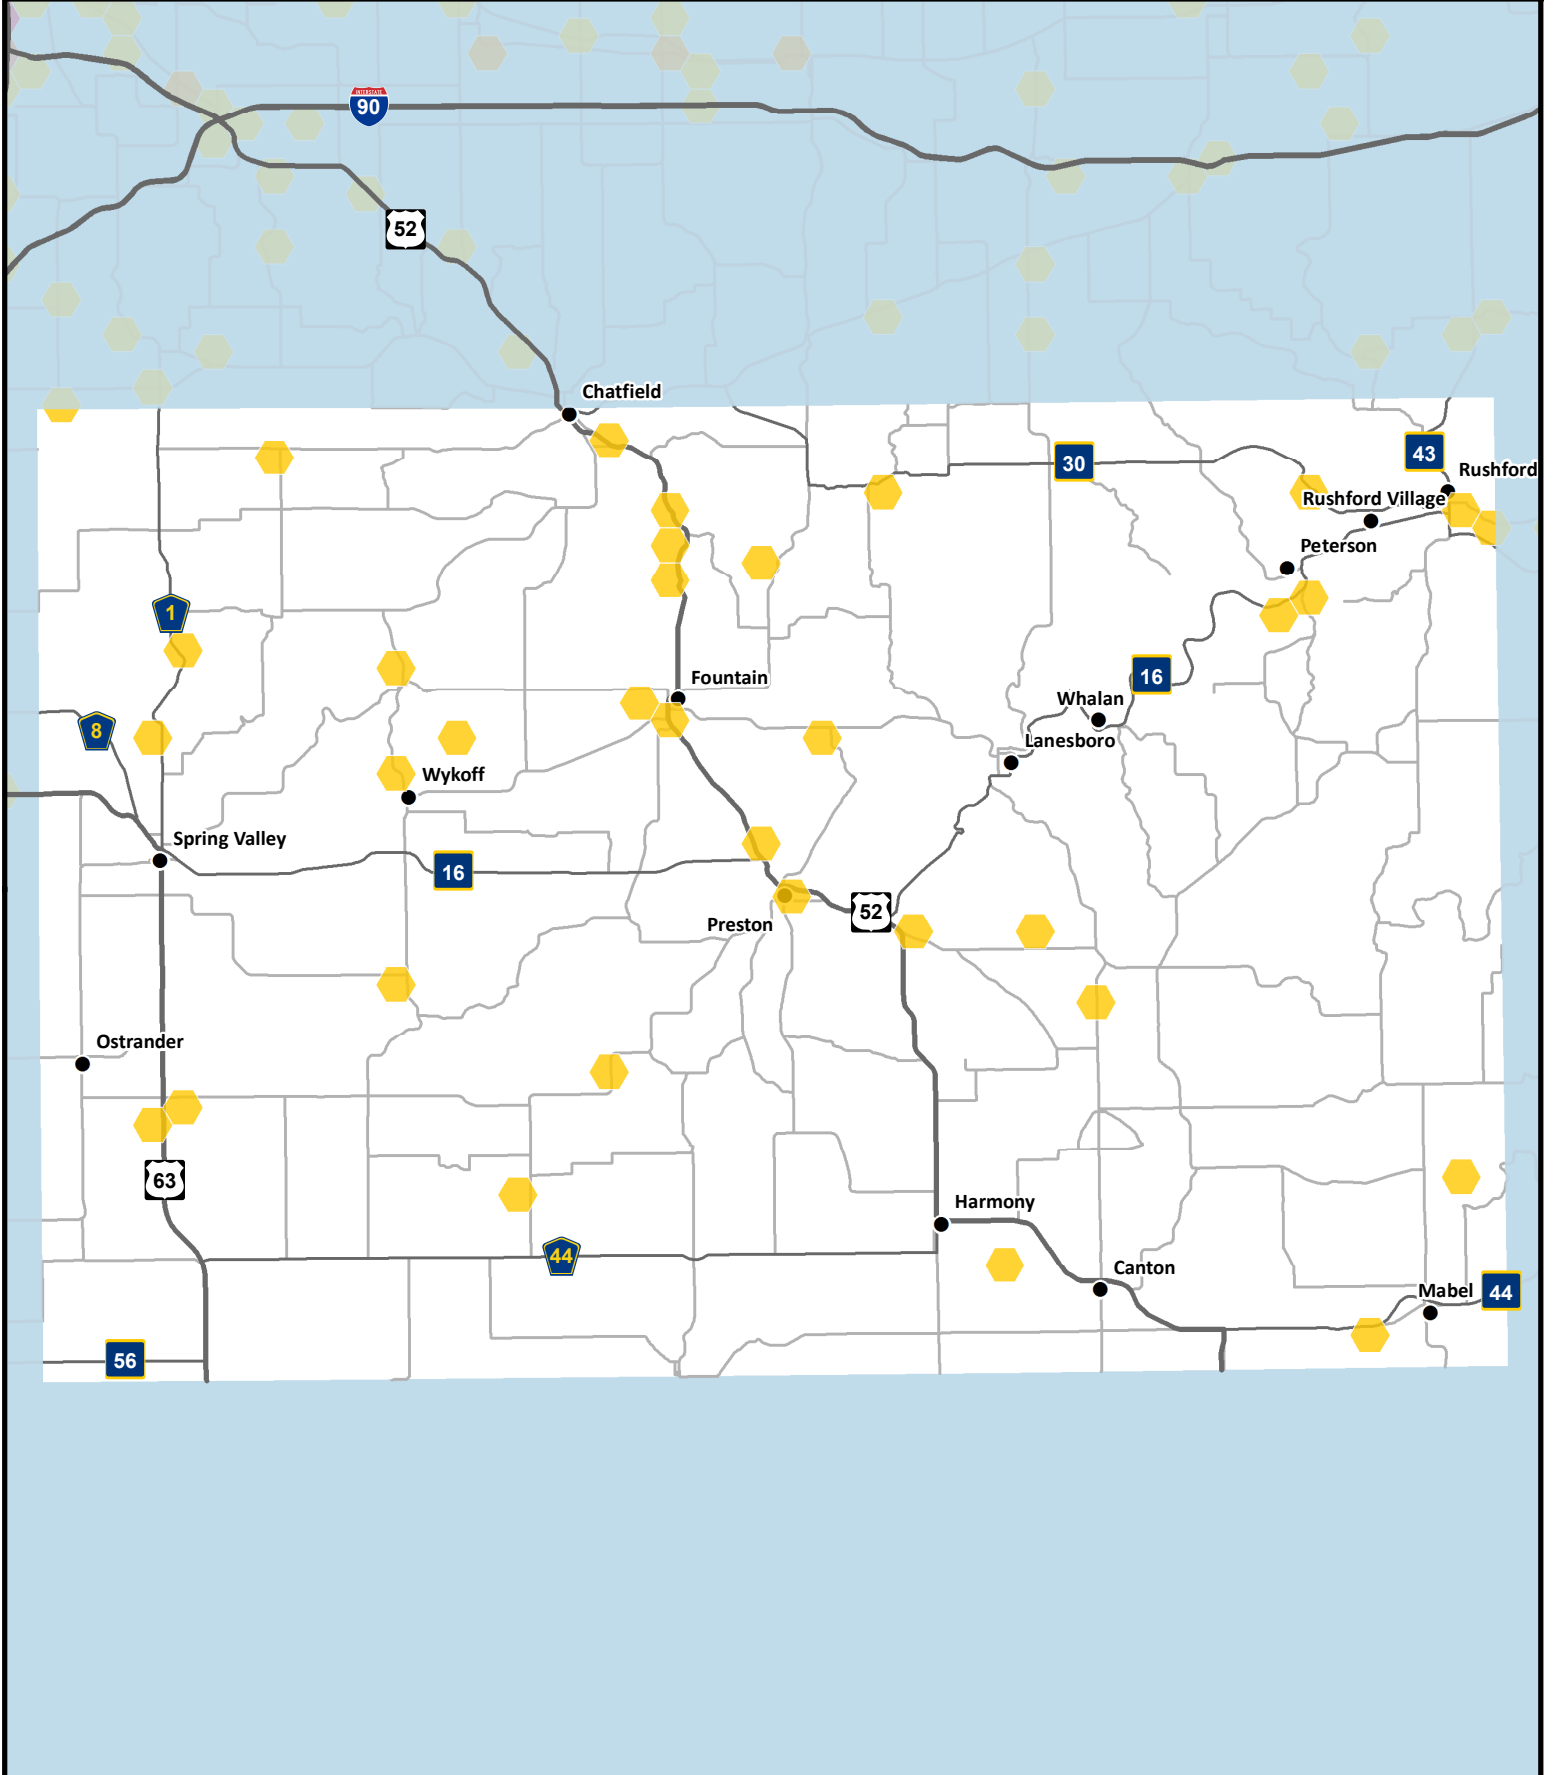 INTERSTATE
90
52
Chatfield
43
30
Rushford
Rushford Village
Peterson
1
16
Fountain
Whalan
8
Lanesboro
Wykoff
Spring Valley
16
52
Preston
Ostrander
63
Harmony
44
Canton
Mabel
44
56